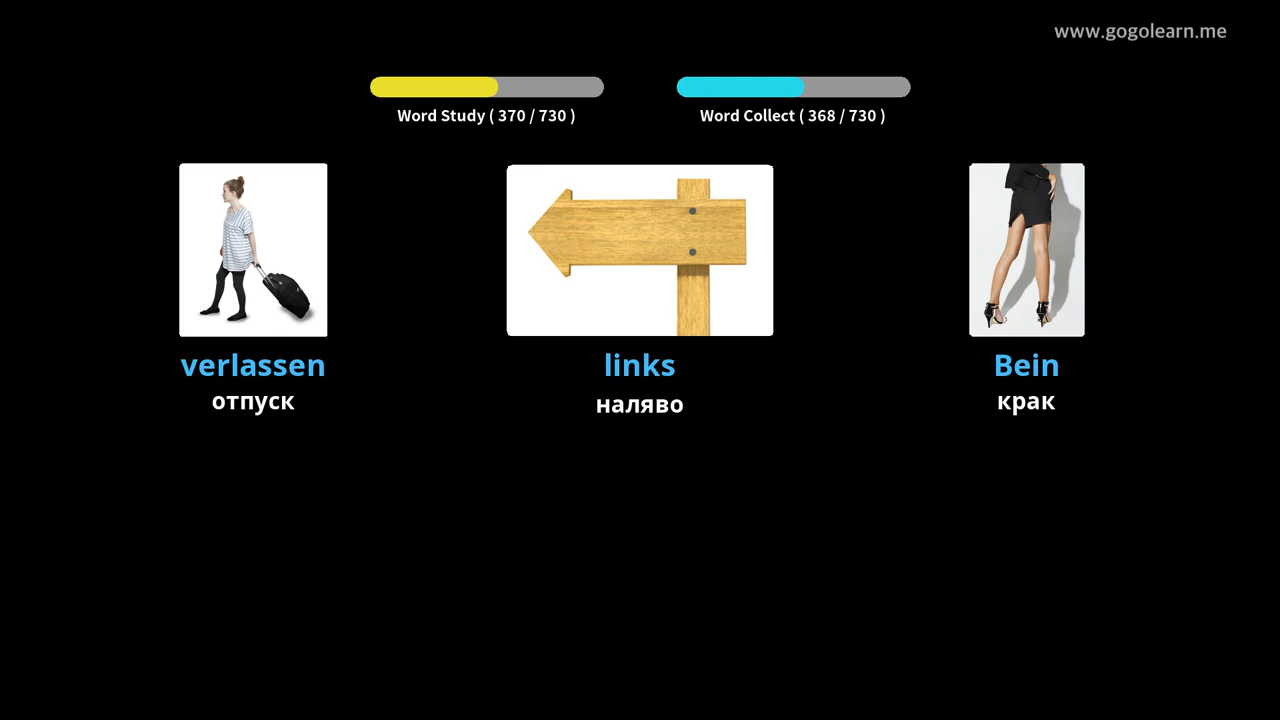 www.gogolearn.me
Word Study ( 370 / 730 )
Word Collect ( 368 / 730 )
verlassen
отпуск
links
наляво
Bein
крак